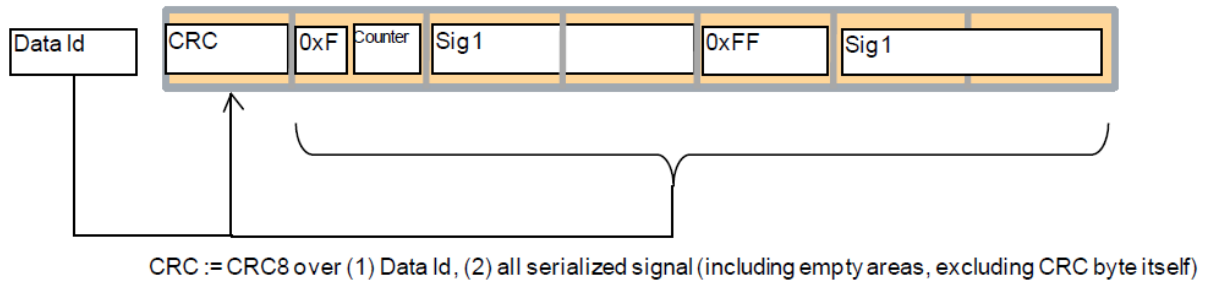 Data Id
CRC
0xF
Counter
Sig1
0xFF
Sig1
CRC := CRC8 over (1) Data Id, (2) all serialized signal (including empty areas, excluding CRC byte itself)